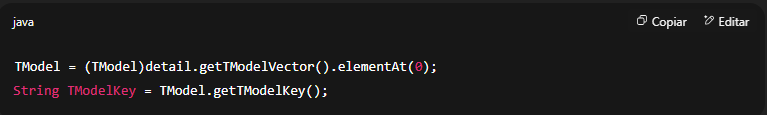 java
Copiar
Editar
TModel = (TModel)detail.getTModelVector().elementAt(0);
String TModelKey = TModel.getTModelKey();